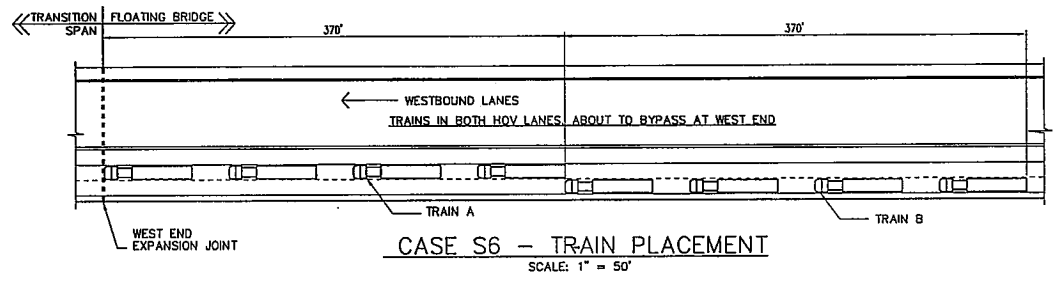 TRANSITION FLOATING BRIDGE
SPAN
370' 370'
WESTBOUND LANES
TRAINS IN BOTH HOV LANES, ABOUT TO BYPASS AT WEST END
TRAIN A
TRAIN B
WEST END
EXPANSION JOINT
CASE S6 - TRAIN PLACEMENT
SCALE: 1" = 50'